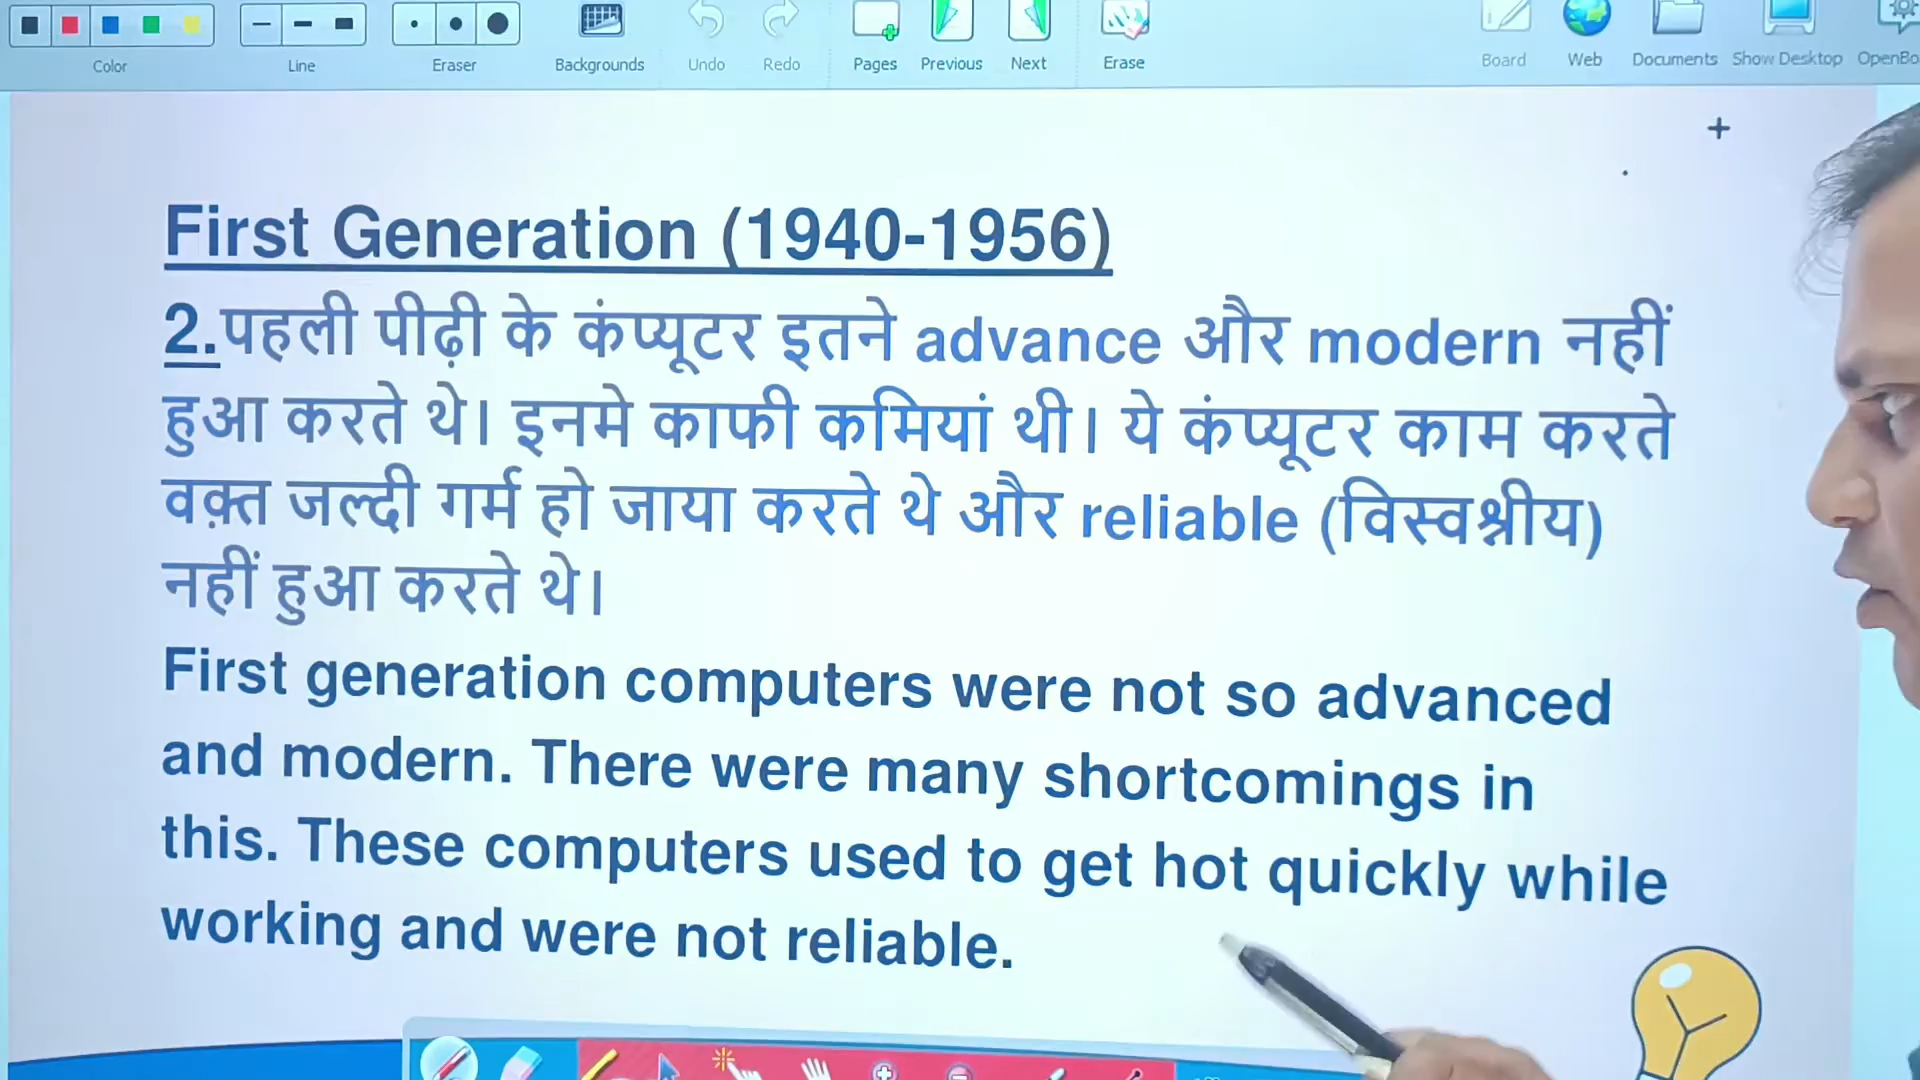 Color
Line
Eraser
Backgrounds
Undo
Redo
Pages
Previous
Next
Erase
Board
Web
Documents
Show Desktop
First Generation (1940-1956)
2.पहली पीढ़ी के कंप्यूटर इतने advance और modern नहीं
हुआ करते थे। इनमे काफी कमियां थी। ये कंप्यूटर काम करते
वक़्त जल्दी गर्म हो जाया करते थे और reliable (विस्वश्नीय)
नहीं हुआ करते थे।
First generation computers were not so advanced
and modern. There were many shortcomings in
this. These computers used to get hot quickly while
working and were not reliable.